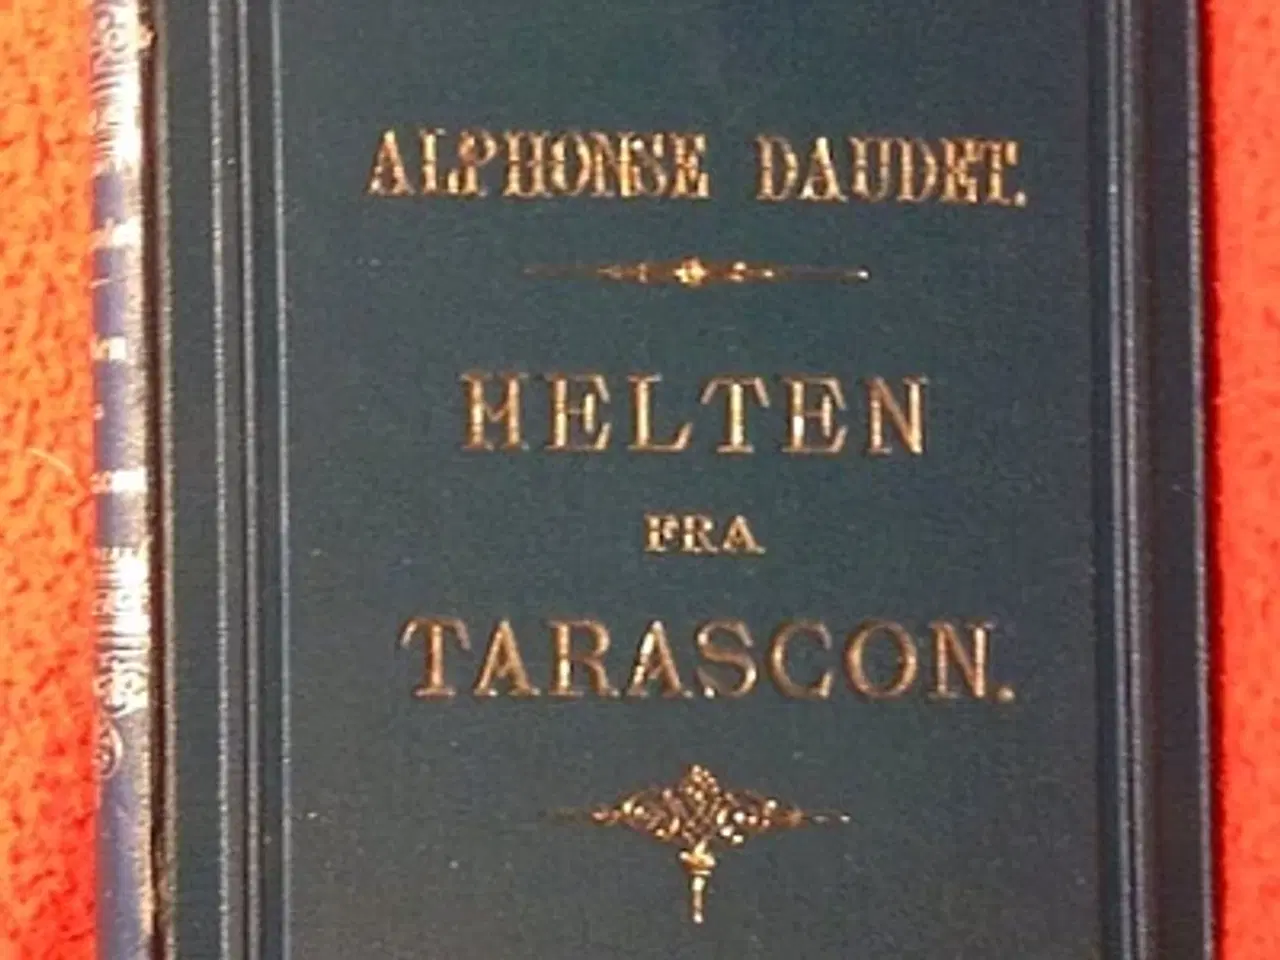 ALPHONSE DAUDET.
HELTEN
FRA
TARASCON.